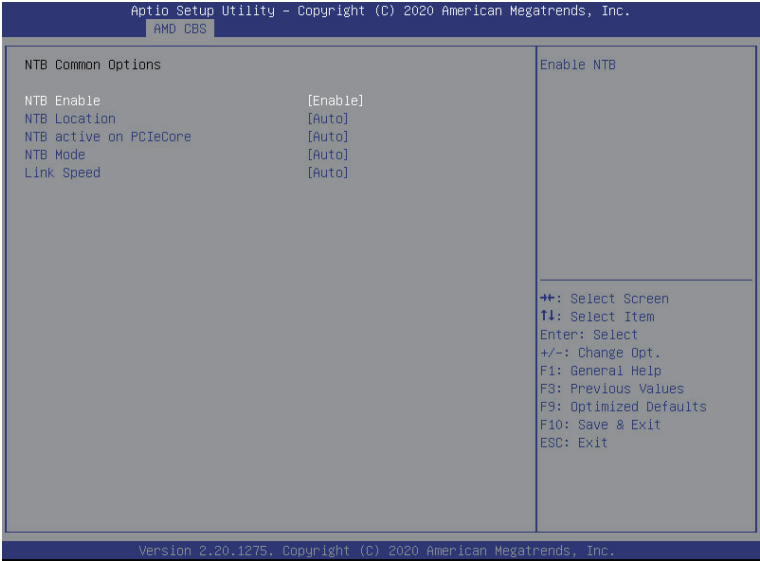 Aptio Setup Utility – Copyright (C) 2020 American Megatrends, Inc.
AMD CBS
NTB Common Options
NTB Enable [Enable]
NTB Location [Auto]
NTB active on PCIeCore [Auto]
NTB Mode [Auto]
Link Speed [Auto]
Enable NTB
→←: Select Screen
↑↓: Select Item
Enter: Select
+/-: Change Opt.
F1: General Help
F3: Previous Values
F9: Optimized Defaults
F10: Save & Exit
ESC: Exit
Version 2.20.1275. Copyright (C) 2020 American Megatrends, Inc.